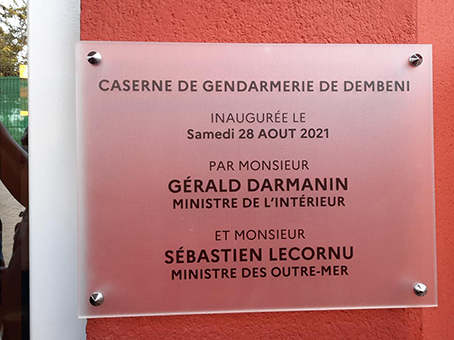 CASERNE DE GENDARMERIE DE DEMBENI
INAUGURÉE LE
Samedi 28 AOUT 2021
PAR MONSIEUR
GÉRALD DARMANIN
MINISTRE DE L'INTÉRIEUR
ET MONSIEUR
SÉBASTIEN LECORNU
MINISTRE DES OUTRE-MER